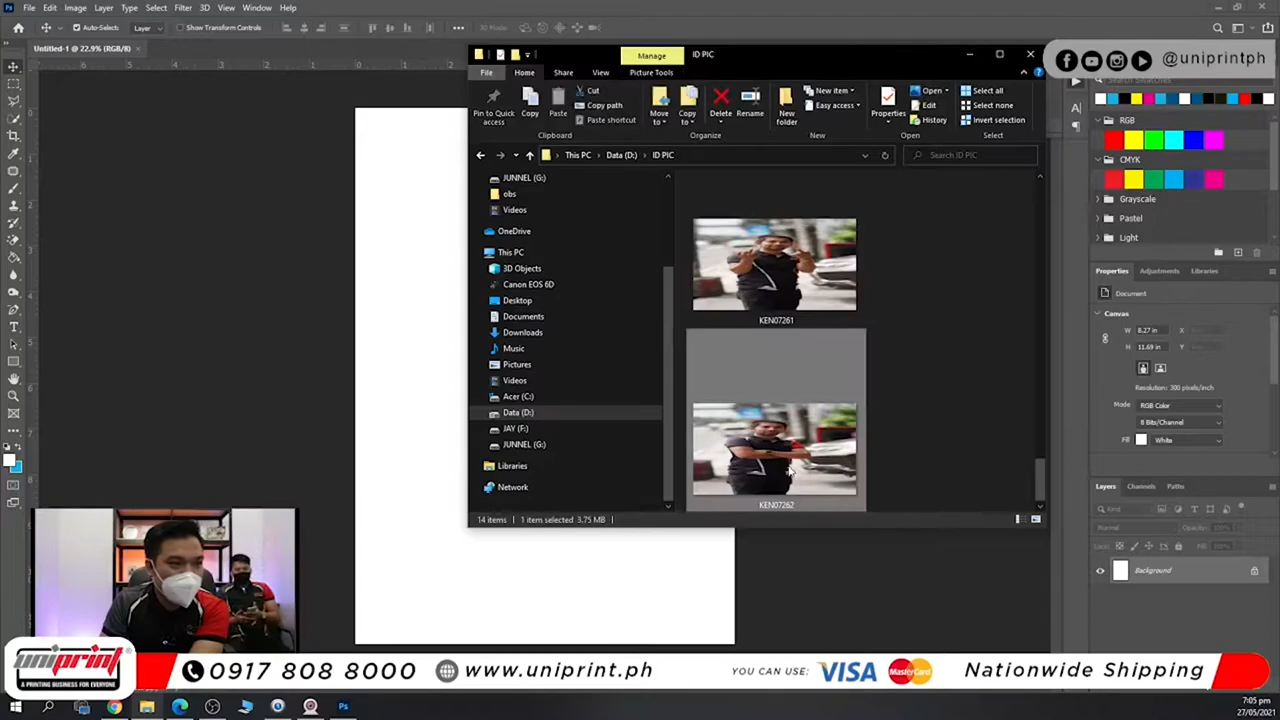 File Edit Image Layer Type Select Filter 3D View Window Help
Auto-Select: Layer Show Transform Controls
Untitled-1 @ 22.9% (RGB/8)
Manage ID PIC
@uniprintph
File Home Share View Picture Tools
Pin to Quick access
Copy
Paste
Cut
Copy path
Paste shortcut
Clipboard
Move to
Copy to
Delete
Rename
Organize
New folder
New item
Easy access
New
Properties
Open
Edit
History
Open
Select all
Select none
Invert selection
Select
This PC Data (D:) ID PIC
Search ID PIC
JUNNEL (G:)
obs
Videos
OneDrive
This PC
3D Objects
Canon EOS 6D
Desktop
Documents
Downloads
Music
Pictures
Videos
Acer (C:)
Data (D:)
JAY (F:)
JUNNEL (G:)
Libraries
Network
KEN07261
KEN07262
14 items 1 item selected 3.75 MB
RGB
CMYK
Grayscale
Pastel
Light
Properties Adjustments Libraries
Document
Canvas
W 8.27 in X
H 11.69 in Y
Resolution: 300 pixels/inch
Mode RGB Color
8 Bits/Channel
Fill White
Layers Channels Paths
Kind
Normal Opacity:
Lock: Fill:
Background
uniprint
A PRINTING BUSINESS FOR EVERYONE
0917 808 8000
www.uniprint.ph
YOU CAN USE: VISA MasterCard
Nationwide Shipping
7:05 pm
27/05/2021